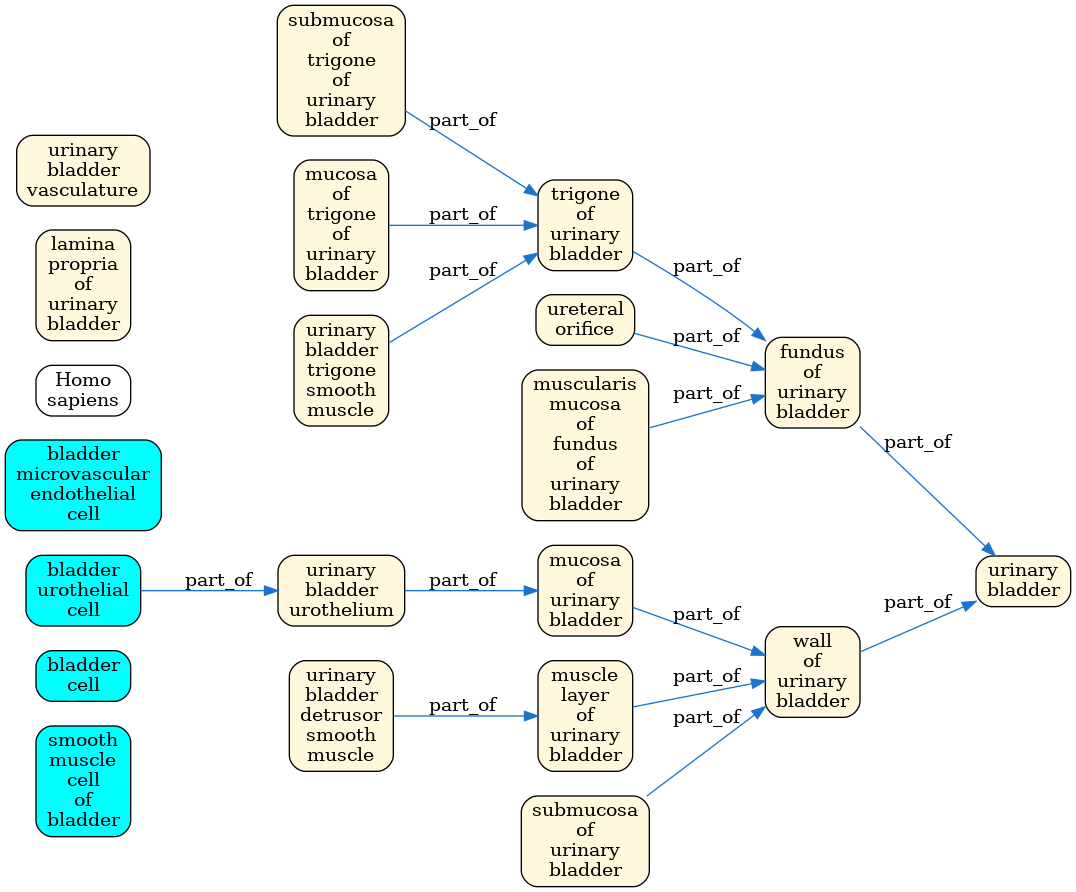 submucosa
of
trigone
of
urinary
bladder
part_of
urinary
bladder
vasculature
mucosa
of
trigone
of
urinary
bladder
part_of
trigone
of
urinary
bladder
part_of
lamina
propria
of
urinary
bladder
part_of
urinary
bladder
trigone
smooth
muscle
ureteral
orifice
part_of
Homo
sapiens
muscularis
mucosa
of
fundus
of
urinary
bladder
part_of
fundus
of
urinary
bladder
part_of
bladder
microvascular
endothelial
cell
bladder
urothelial
cell
part_of
urinary
bladder
urothelium
part_of
mucosa
of
urinary
bladder
part_of
urinary
bladder
bladder
cell
urinary
bladder
detrusor
smooth
muscle
part_of
muscle
layer
of
urinary
bladder
part_of
wall
of
urinary
bladder
part_of
smooth
muscle
cell
of
bladder
submucosa
of
urinary
bladder
part_of